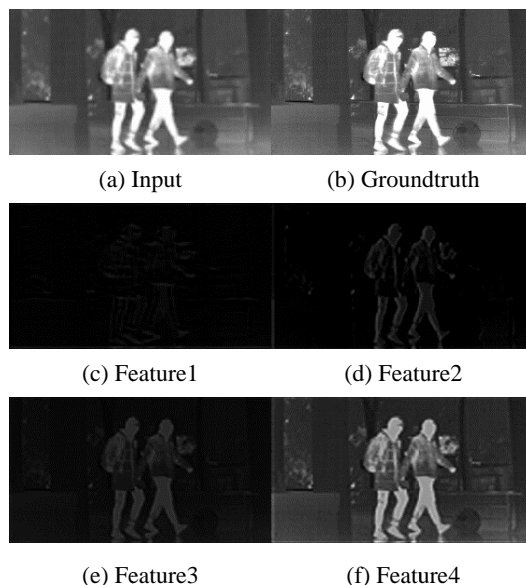 (a) Input
(b) Groundtruth
(c) Feature1
(d) Feature2
(e) Feature3
(f) Feature4